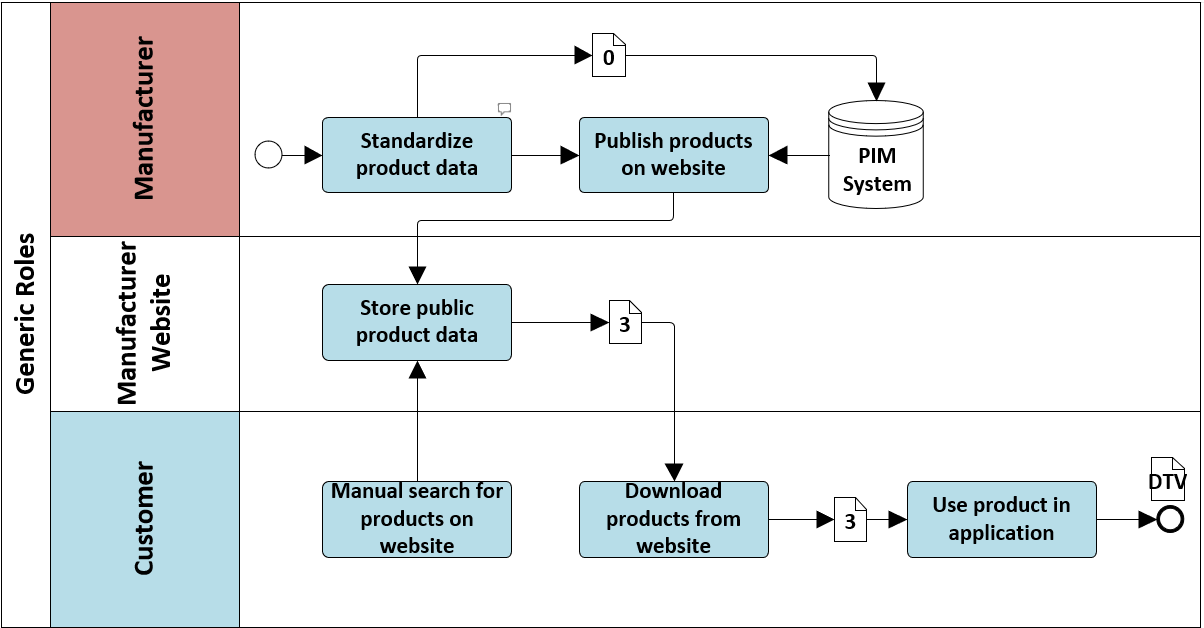 Generic Roles
Manufacturer
0
Standardize
product data
Publish products
on website
PIM
System
Manufacturer
Website
Store public
product data
3
Customer
Manual search for
products on
website
Download
products from
website
3
Use product in
application
DTV